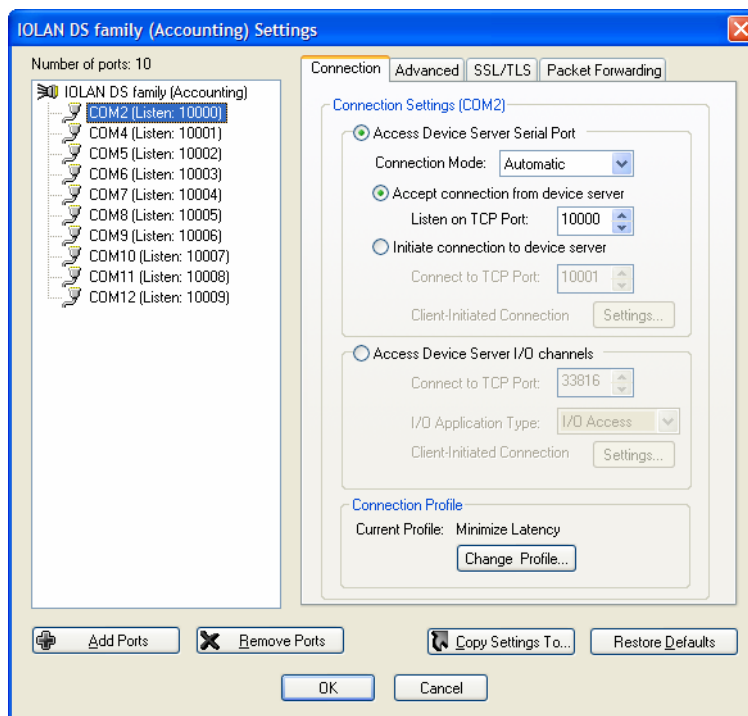 IOLAN DS family (Accounting) Settings
Number of ports: 10
IOLAN DS family (Accounting)
COM2 (Listen: 10000)
COM4 (Listen: 10001)
COM5 (Listen: 10002)
COM6 (Listen: 10003)
COM7 (Listen: 10004)
COM8 (Listen: 10005)
COM9 (Listen: 10006)
COM10 (Listen: 10007)
COM11 (Listen: 10008)
COM12 (Listen: 10009)
Connection Advanced SSL/TLS Packet Forwarding
Connection Settings (COM2)
Access Device Server Serial Port
Connection Mode: Automatic
Accept connection from device server
Listen on TCP Port: 10000
Initiate connection to device server
Connect to TCP Port: 10001
Client-Initiated Connection Settings...
Access Device Server I/O channels
Connect to TCP Port: 33816
I/O Application Type: I/O Access
Client-Initiated Connection Settings...
Connection Profile
Current Profile: Minimize Latency
Change Profile...
Add Ports Remove Ports Copy Settings To... Restore Defaults
OK Cancel